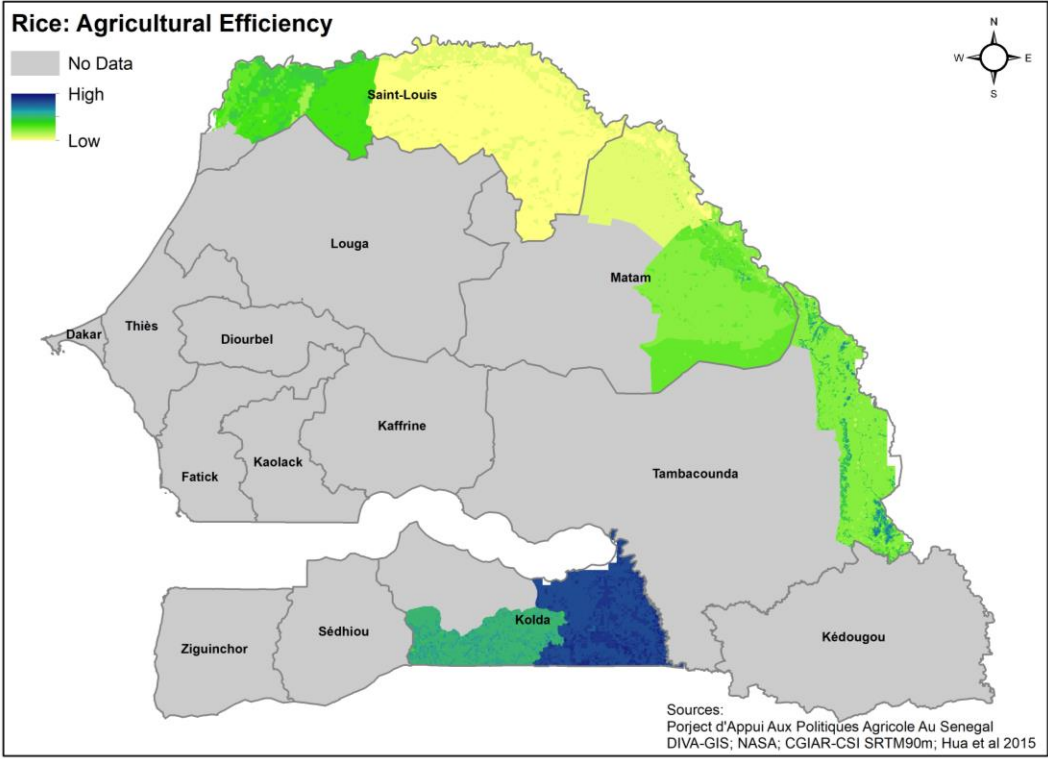 Rice: Agricultural Efficiency
No Data
High
Low
N
W E
S
Saint-Louis
Louga
Matam
Dakar
Thiès
Diourbel
Kaffrine
Kaolack
Fatick
Tambacounda
Kolda
Sédhiou
Ziguinchor
Kédougou
Sources:
Porject d'Appui Aux Politiques Agricole Au Senegal
DIVA-GIS; NASA; CGIAR-CSI SRTM90m; Hua et al 2015